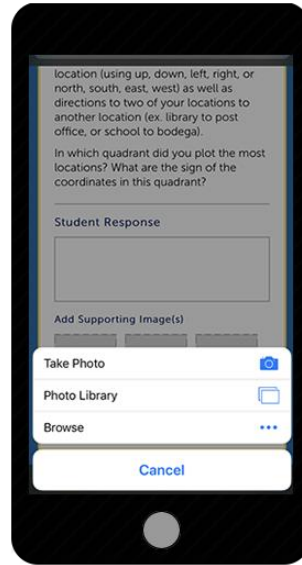 location (using up, down, left, right, or
north, south, east, west) as well as
directions to two of your locations to
another location (ex. library to post
office, or school to bodega).
In which quadrant did you plot the most
locations? What are the sign of the
coordinates in this quadrant?
Student Response
Add Supporting Image(s)
Take Photo
Photo Library
Browse
Cancel